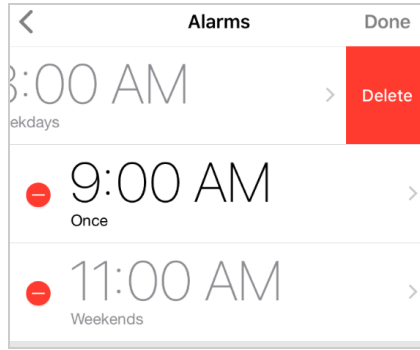 Alarms Done
:00 AM
ekdays
Delete
9:00 AM
Once
11:00 AM
Weekends